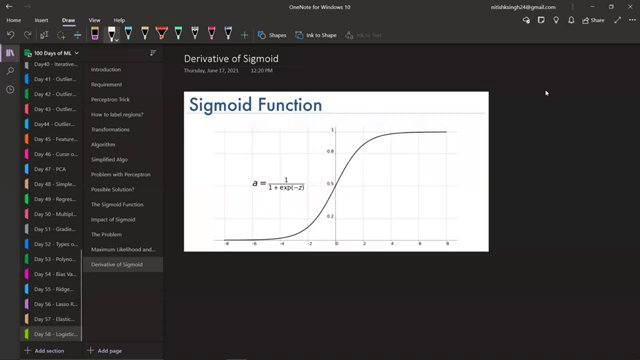 OneNote for Windows 10
nitishksingh24@gmail.com
Home
Insert
Draw
View
Help
Share
Shapes
Ink to Shape
Ink to Text
100 Days of ML
Day40 - Iterative...
Day 41 - Outlier...
Day 42 - Outlier...
Day 43 - Outlier...
Day44 - Outlier...
Day 45 - Feature...
Day 46 - Curse o...
Day 47 - PCA
Day 48 - Simple...
Day 49 - Regres...
Day 50 - Multipl...
Day 51 - Gradie...
Day 52 - Types o...
Day 53 - Polyno...
Day 54 - Bias Va...
Day 55 - Ridge...
Day 56 - Lasso R...
Day 57 - Elastic...
Day 58 - Logistic...
Add section
Introduction
Requirement
Perceptron Trick
How to label regions?
Transformations
Algorithm
Simplified Algo
Problem with Perceptron
Possible Solution?
The Sigmoid Function
Impact of Sigmoid
The Problem
Maximum Likelihood and...
Derivative of Sigmoid
Add page
Derivative of Sigmoid
Thursday, June 17, 2021 12:20 PM
Sigmoid Function
1
0.8
a = 1 / 1 + exp(−z)
0.5
0.2
-8 -6 -4 -2 0 2 4 6 8